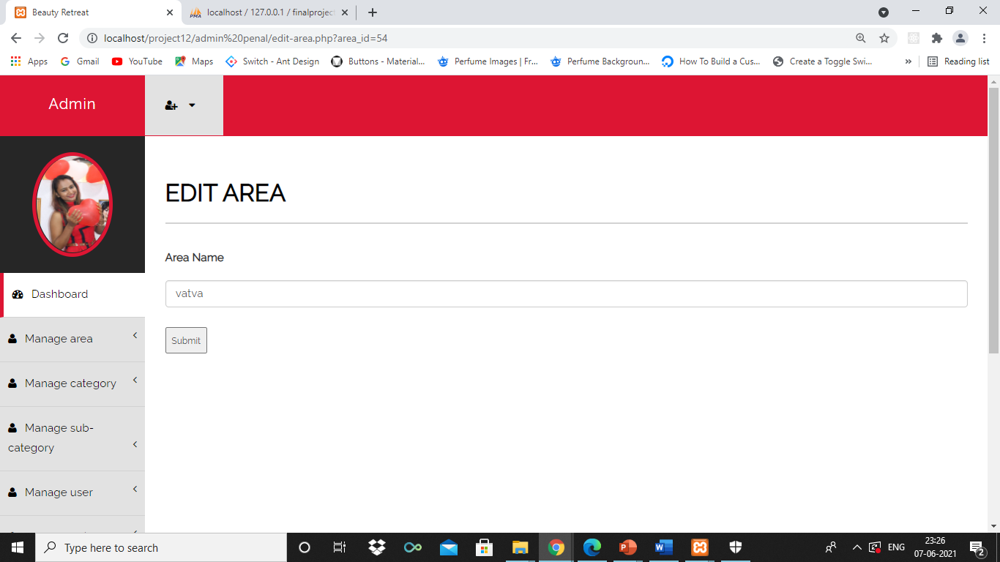 Beauty Retreat
localhost / 127.0.0.1 / finalproject
localhost/project12/admin%20penal/edit-area.php?area_id=54
Apps
Gmail
YouTube
Maps
Switch - Ant Design
Buttons - Material...
Perfume Images | Fr...
Perfume Backgroun...
How To Build a Cus...
Create a Toggle Swi...
»
Reading list
Admin
EDIT AREA
Area Name
vatva
Submit
Dashboard
Manage area
Manage category
Manage sub-
category
Manage user
Type here to search
ENG
23:26
07-06-2021
2